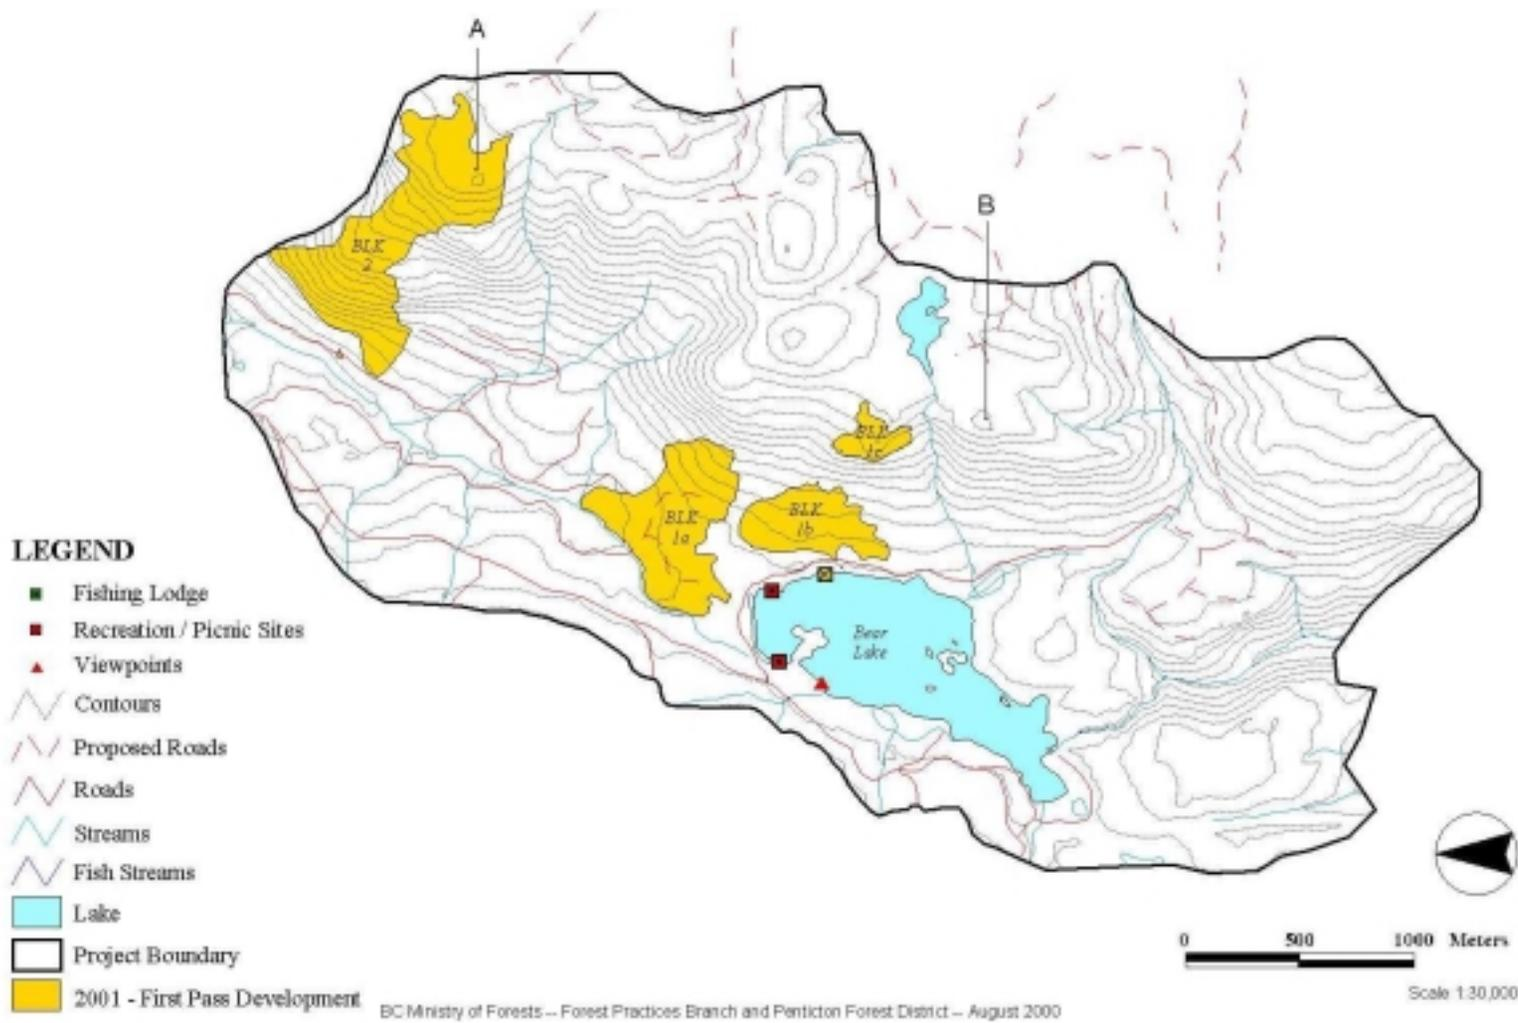 A
B
BLK
2
BLK
1c
BLK
1a
BLK
1b
Bear
Lake
LEGEND
Fishing Lodge
Recreation / Picnic Sites
Viewpoints
Contours
Proposed Roads
Roads
Streams
Fish Streams
Lake
Project Boundary
2001 - First Pass Development
0 500 1000 Meters
Scale 1:30,000
BC Ministry of Forests -- Forest Practices Branch and Penticton Forest District -- August 2000